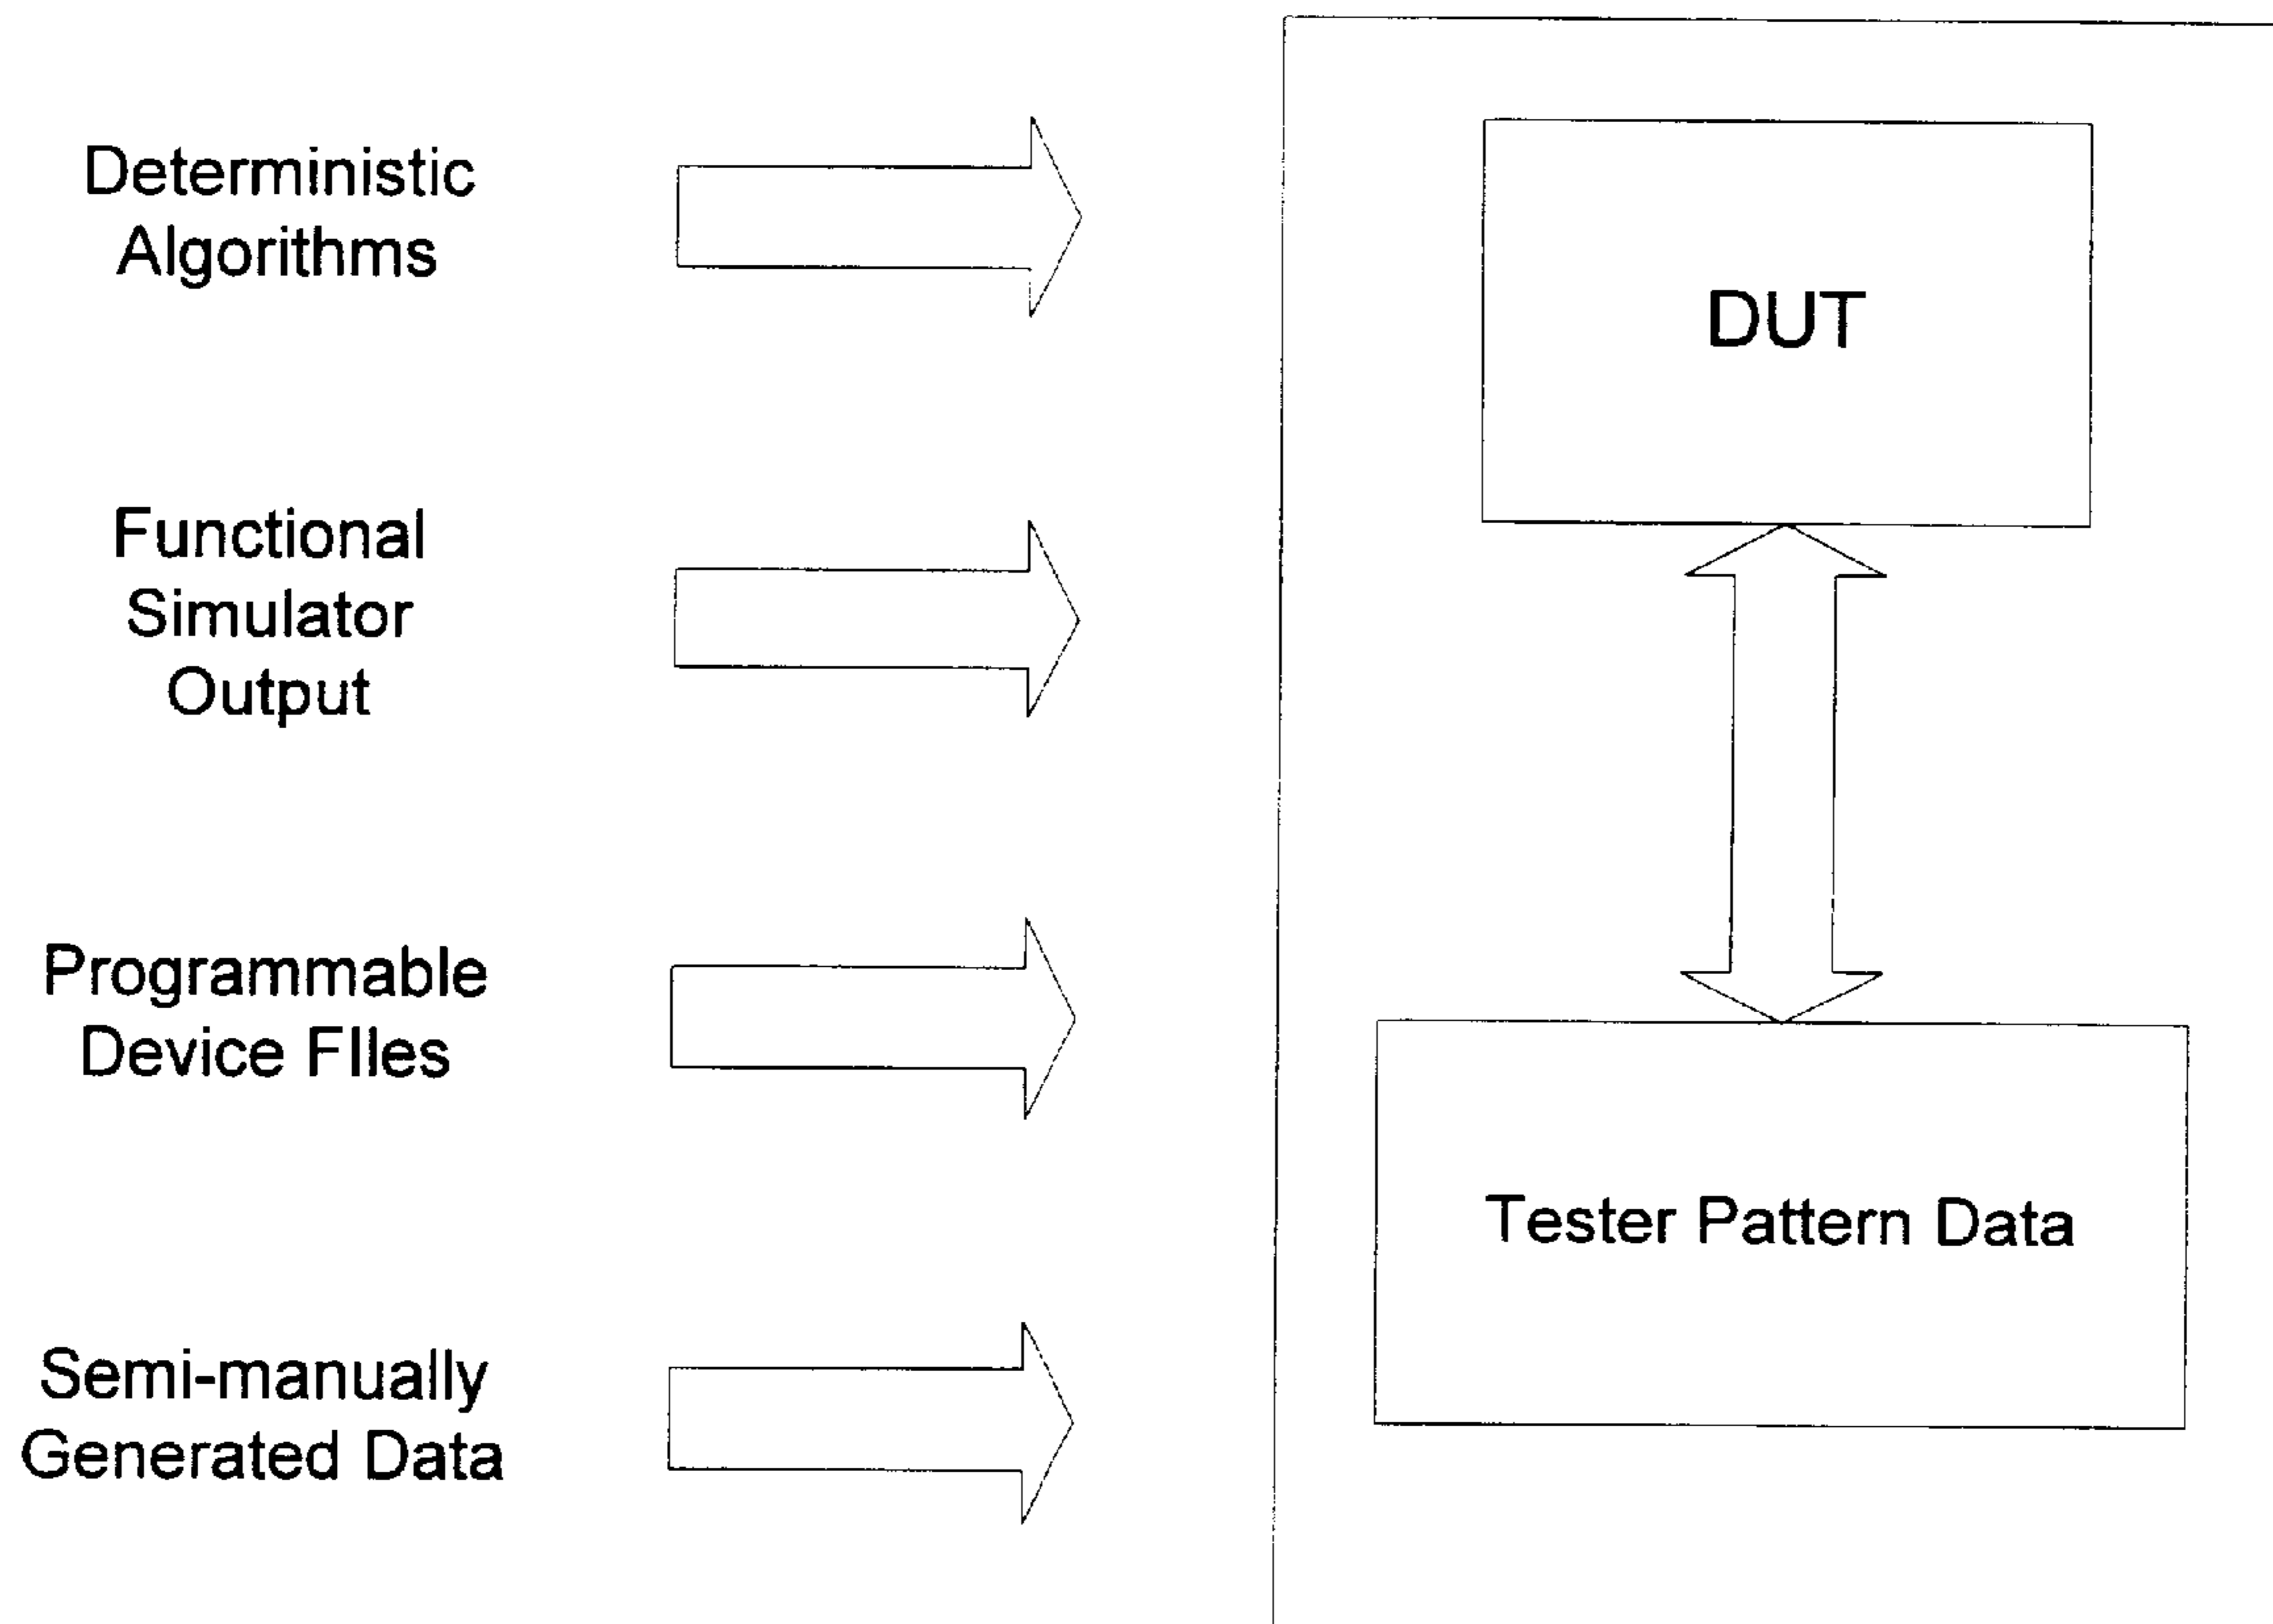 Deterministic
Algorithms
DUT
Functional
Simulator
Output
Programmable
Device FIles
Tester Pattern Data
Semi-manually
Generated Data